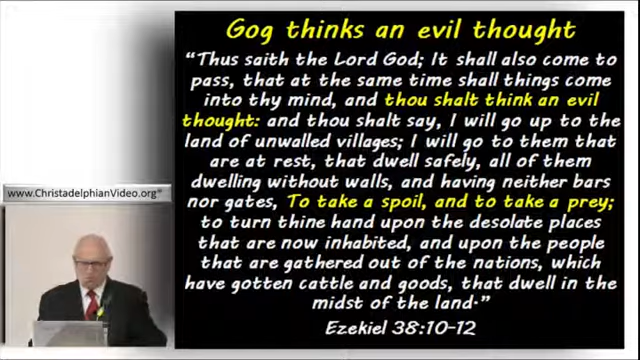 Gog thinks an evil thought
"Thus saith the Lord God; It shall also come to
pass, that at the same time shall things come
into thy mind, and thou shalt think an evil
thought: and thou shalt say, I will go up to the
land of unwalled villages; I will go to them that
are at rest, that dwell safely, all of them
dwelling without walls, and having neither bars
nor gates, To take a spoil, and to take a prey;
to turn thine hand upon the desolate places
that are now inhabited, and upon the people
that are gathered out of the nations, which
have gotten cattle and goods, that dwell in the
midst of the land."
Ezekiel 38:10-12
www.ChristadelphianVideo.org"